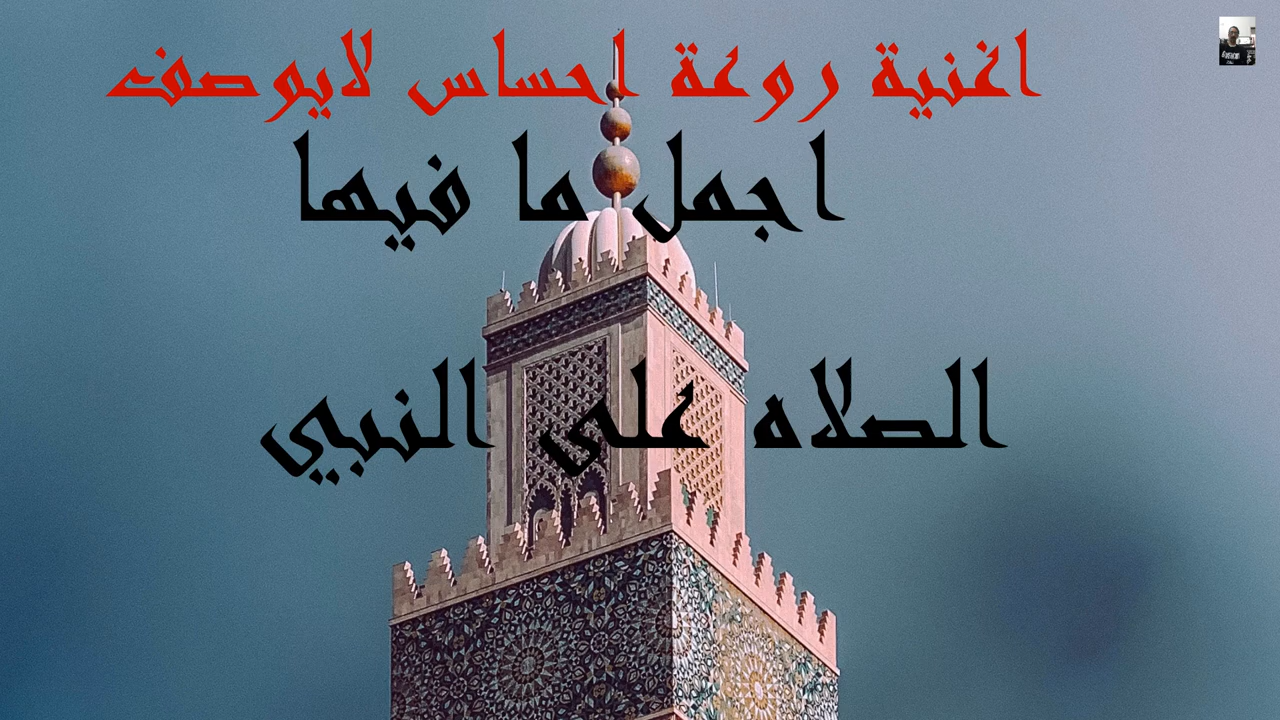 اغنية روعة احساس لايوصف
اجمل ما فيها
الصلاه على النبي